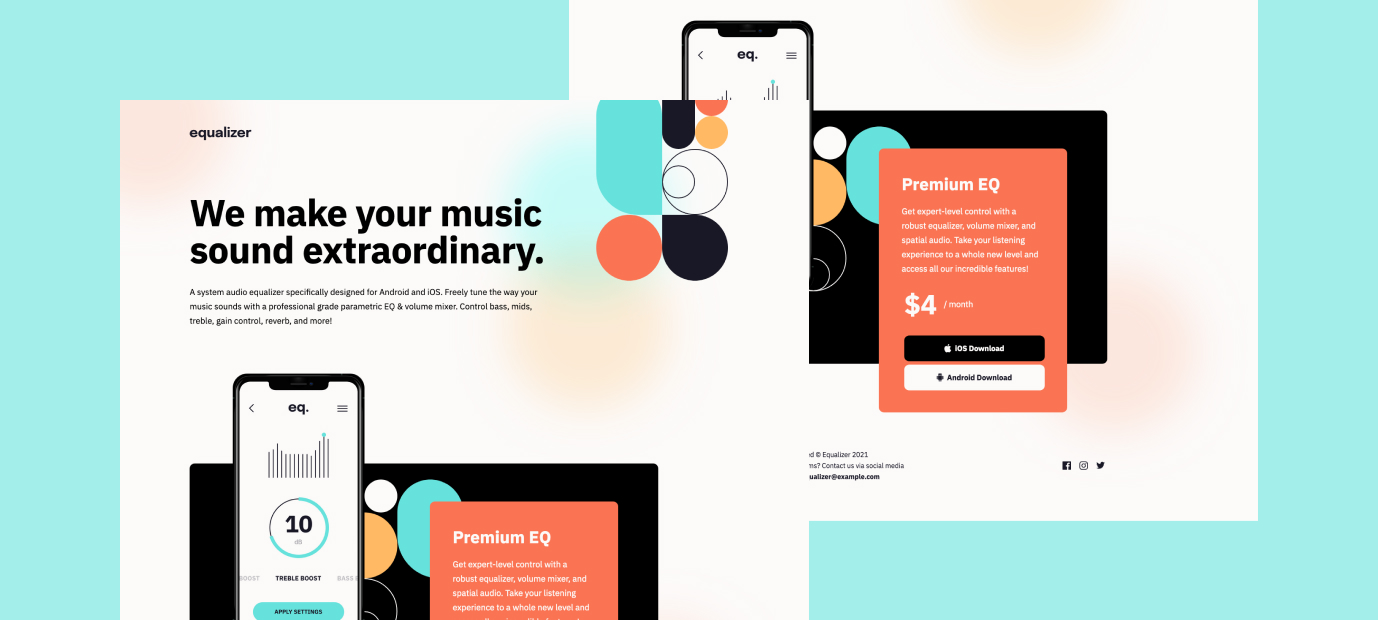 equalizer
We make your music
sound extraordinary.
A system audio equalizer specifically designed for Android and iOS. Freely tune the way your
music sounds with a professional grade parametric EQ & volume mixer. Control bass, mids,
treble, gain control, reverb, and more!
eq.
10
dB
BOOST TREBLE BOOST BASS
APPLY SETTINGS
Premium EQ
Get expert-level control with a
robust equalizer, volume mixer, and
spatial audio. Take your listening
experience to a whole new level and
eq.
Premium EQ
Get expert-level control with a
robust equalizer, volume mixer, and
spatial audio. Take your listening
experience to a whole new level and
access all our incredible features!
$4 / month
iOS Download
Android Download
© Equalizer 2021
? Contact us via social media
ualizer@example.com